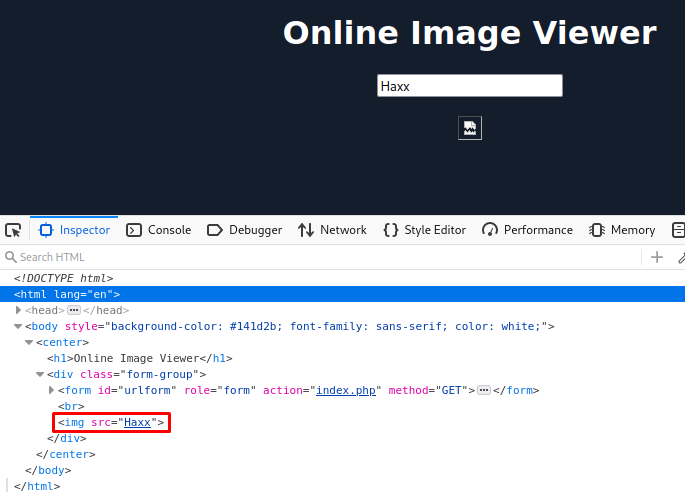 Online Image Viewer
Haxx
Inspector Console Debugger Network Style Editor Performance Memory
Search HTML
<!DOCTYPE html>
<html lang="en">
<head>···</head>
<body style="background-color: #141d2b; font-family: sans-serif; color: white;">
<center>
<h1>Online Image Viewer</h1>
<div class="form-group">
<form id="urlform" role="form" action="index.php" method="GET">···</form>
<br>
<img src="Haxx">
</div>
</center>
</body>
</html>